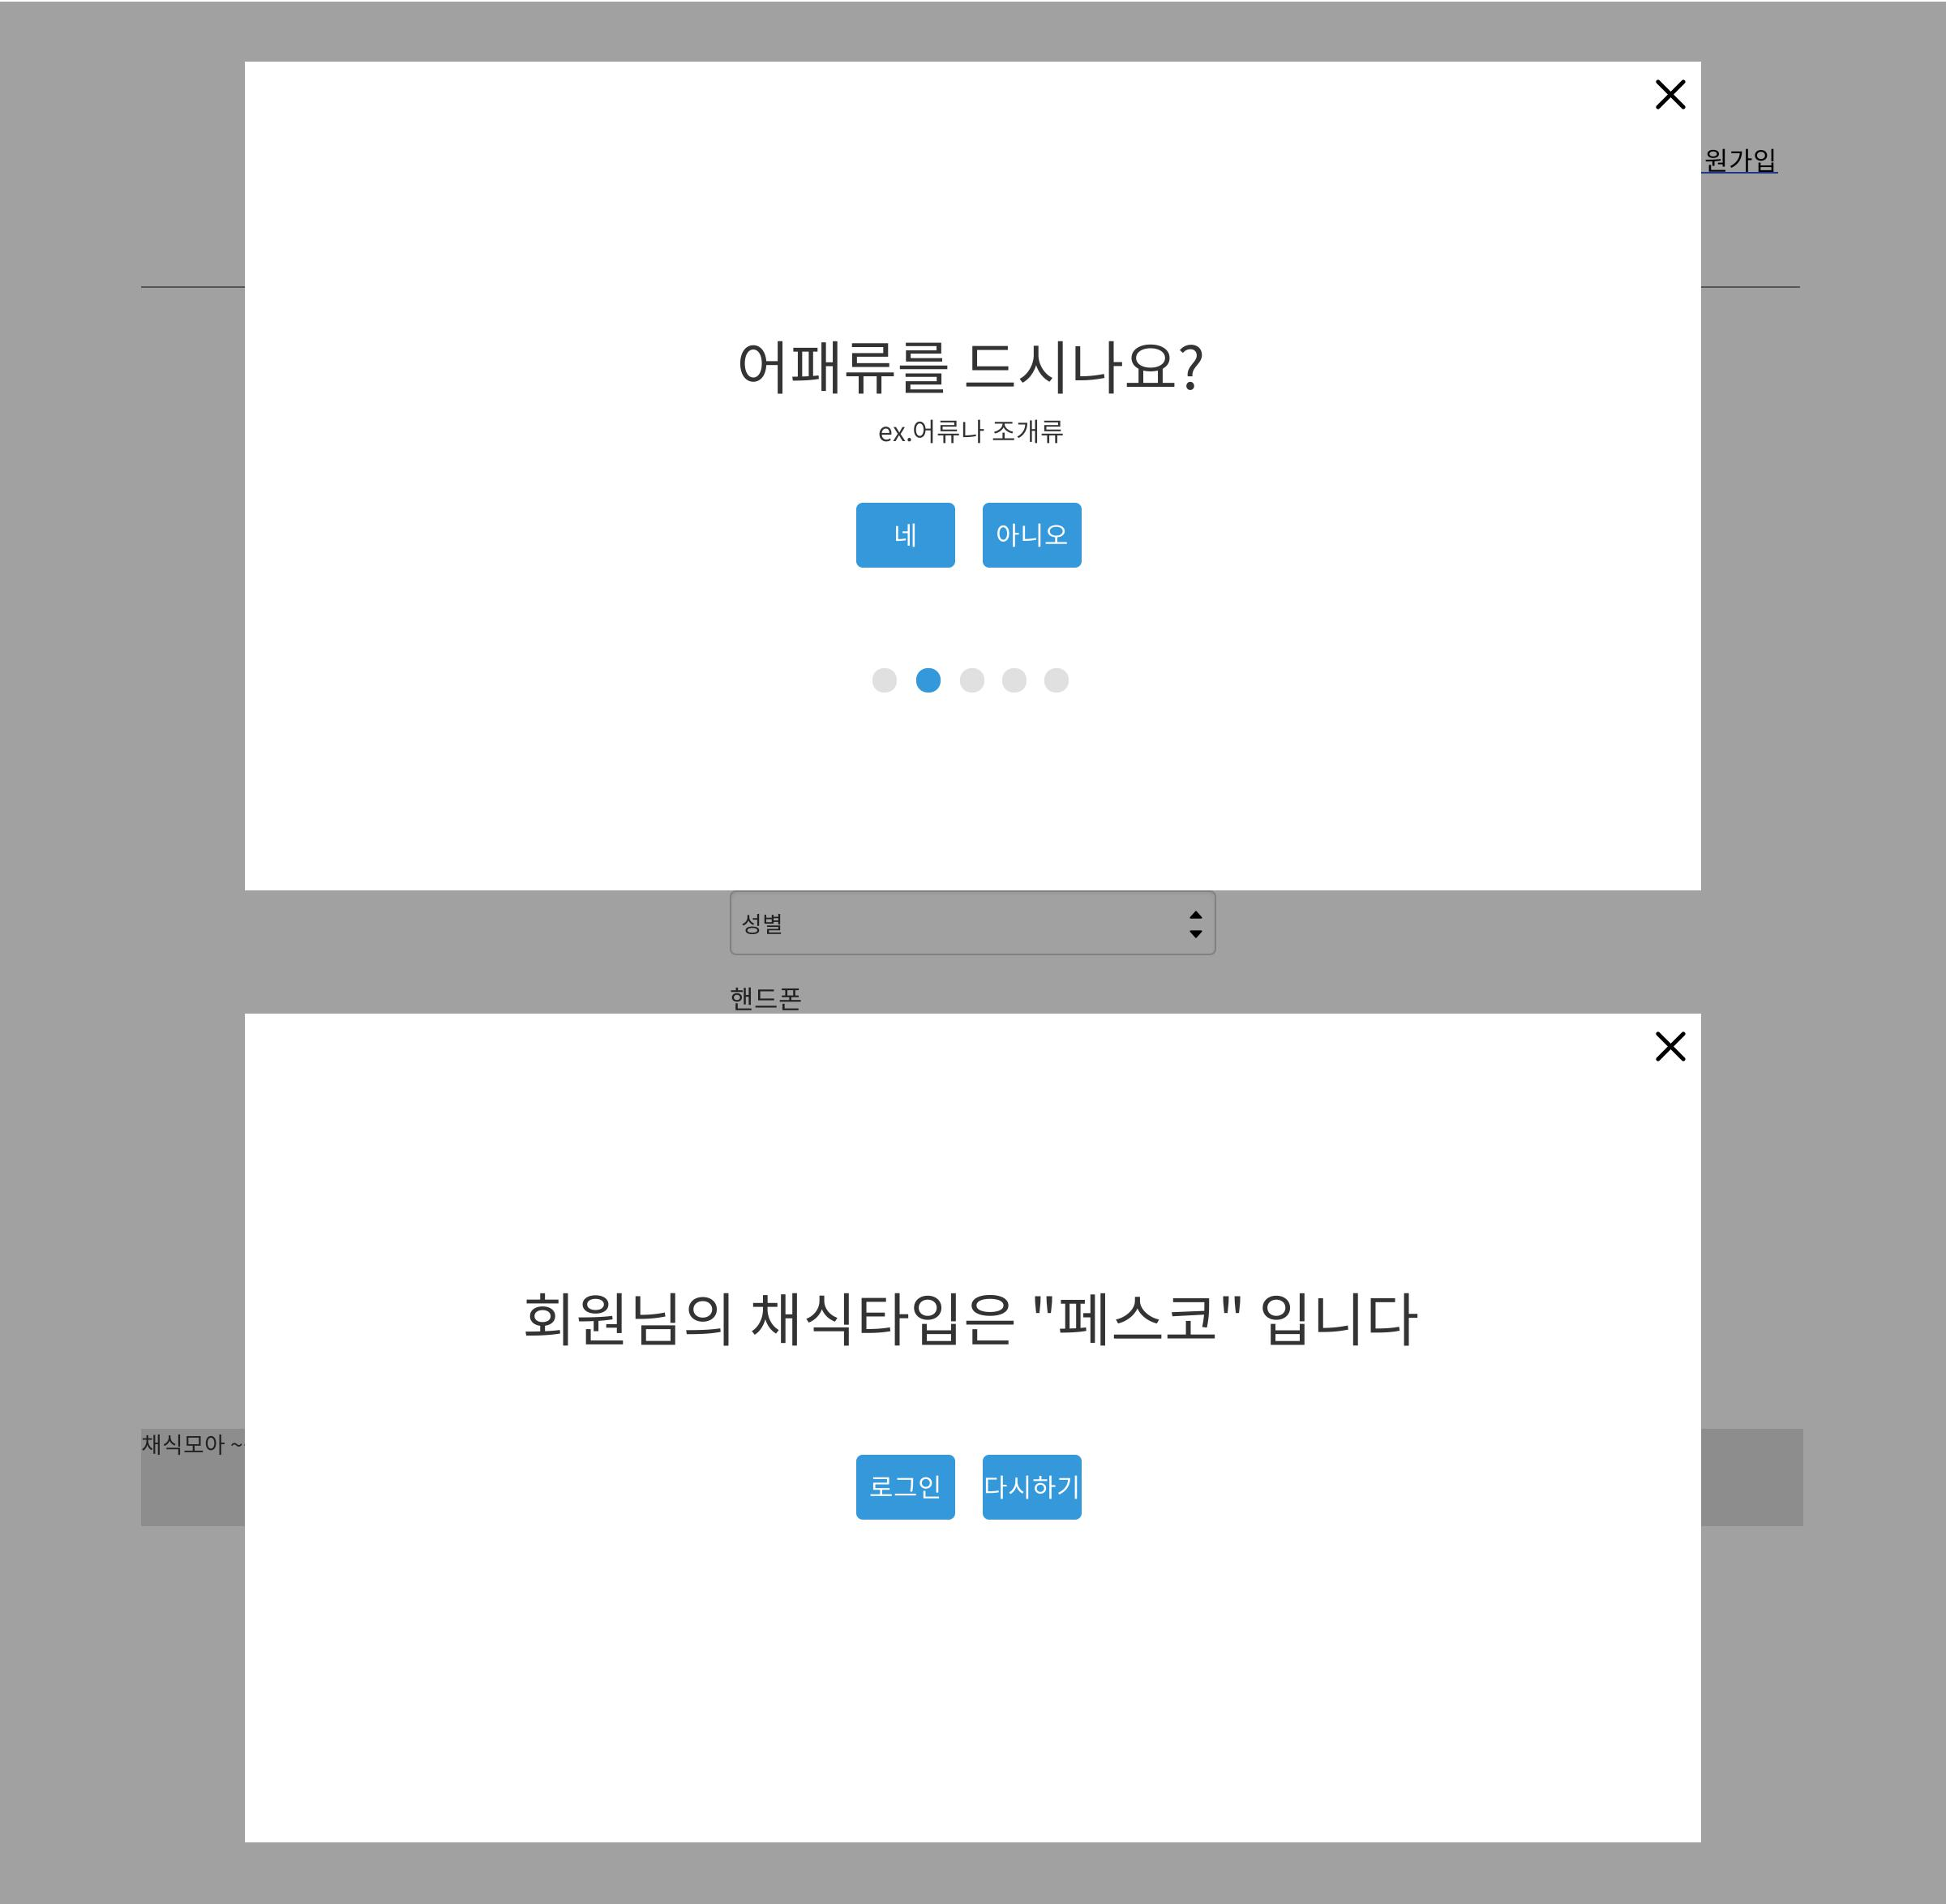 원가입
어패류를 드시나요?
ex.어류나 조개류
네
아니오
성별
핸드폰
회원님의 채식타입은 "페스코" 입니다
채식모아 ~
로그인
다시하기